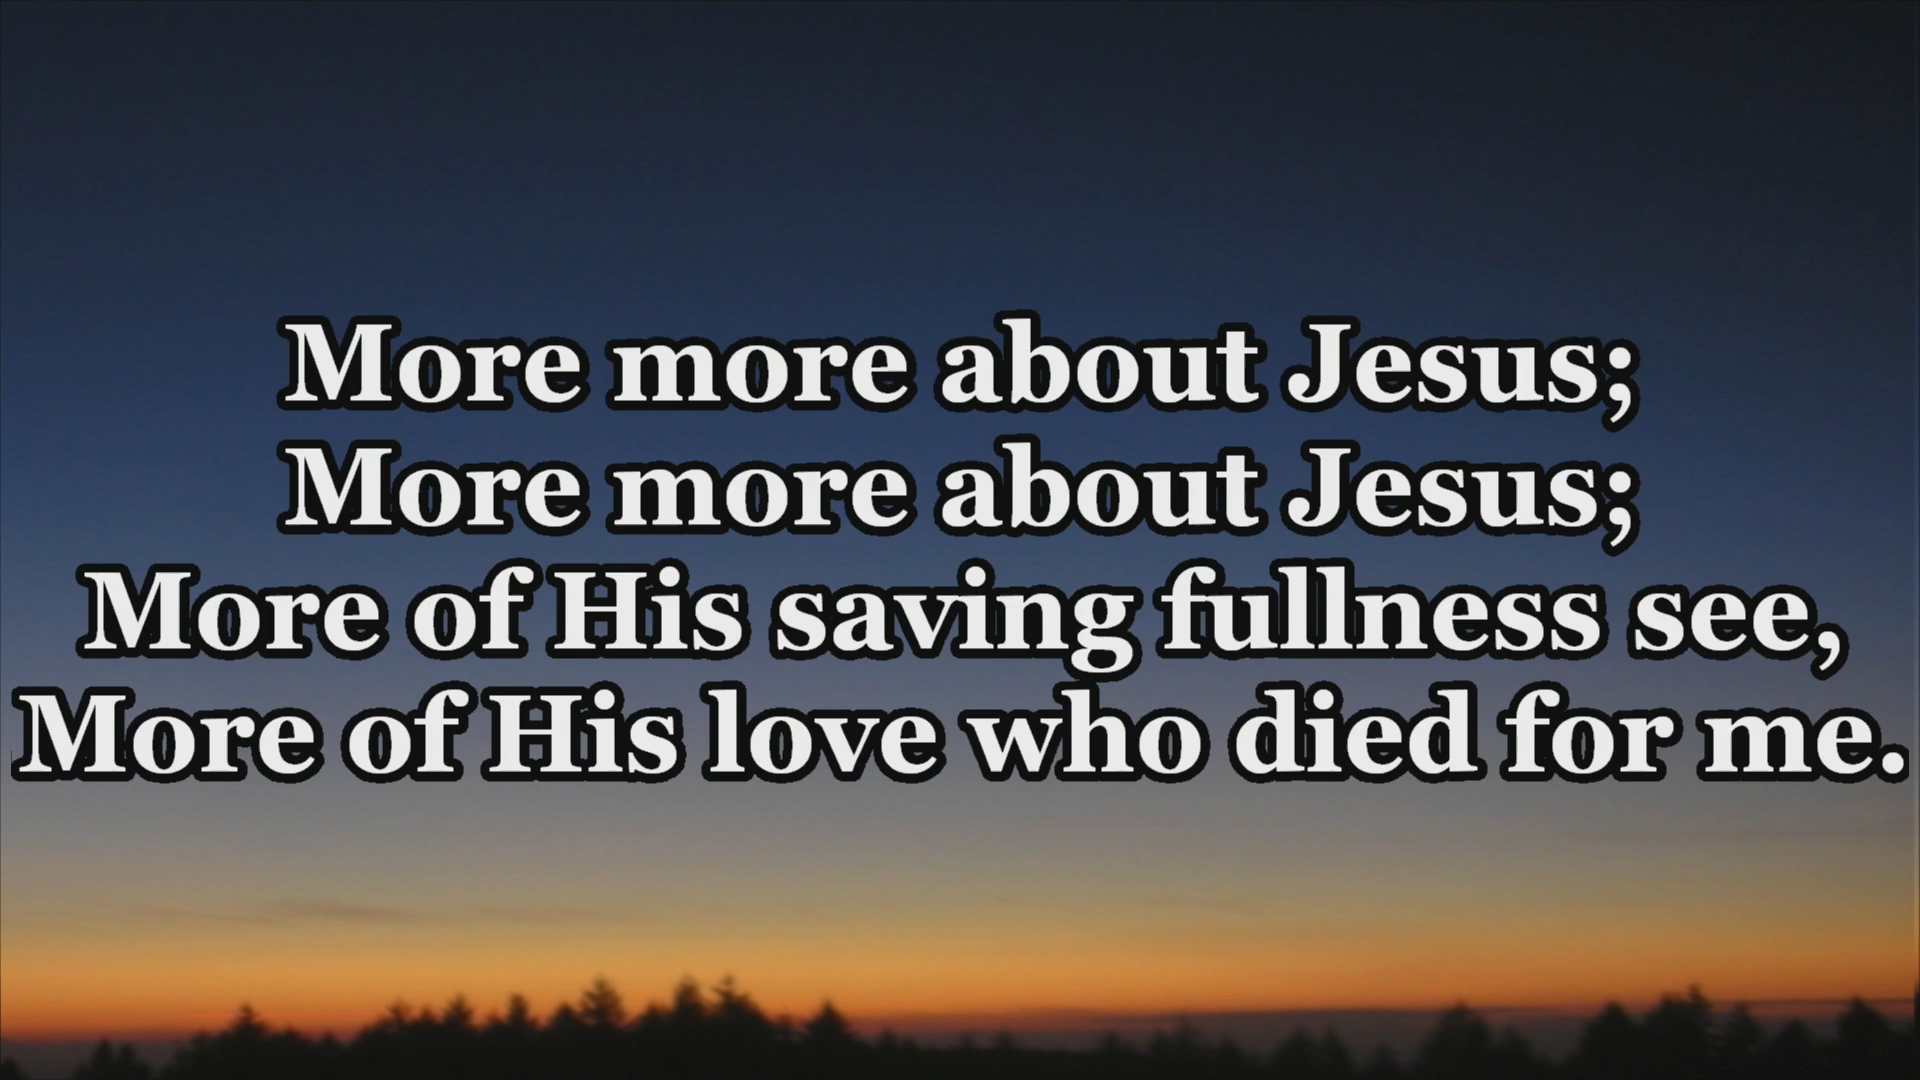 More more about Jesus;
More more about Jesus;
More of His saving fullness see,
More of His love who died for me.